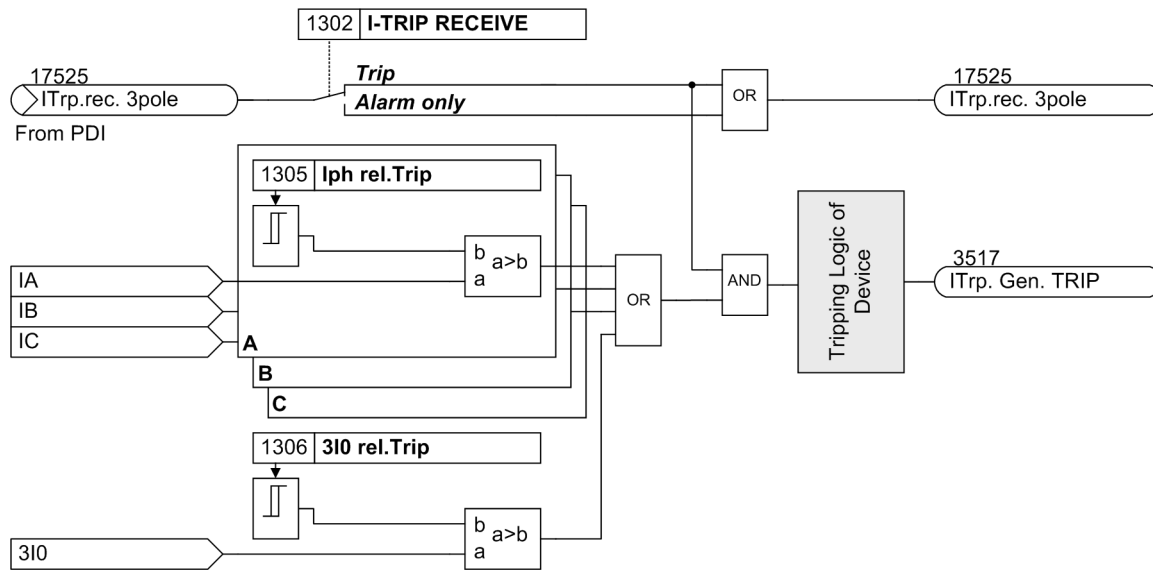 1302 I-TRIP RECEIVE
17525
ITrp.rec. 3pole
From PDI
Trip
Alarm only
OR
17525
ITrp.rec. 3pole
1305 Iph rel.Trip
b
a
a>b
IA
IB
IC
A
B
C
OR
AND
Tripping Logic of
Device
3517
ITrp. Gen. TRIP
1306 3I0 rel.Trip
b
a
a>b
3I0